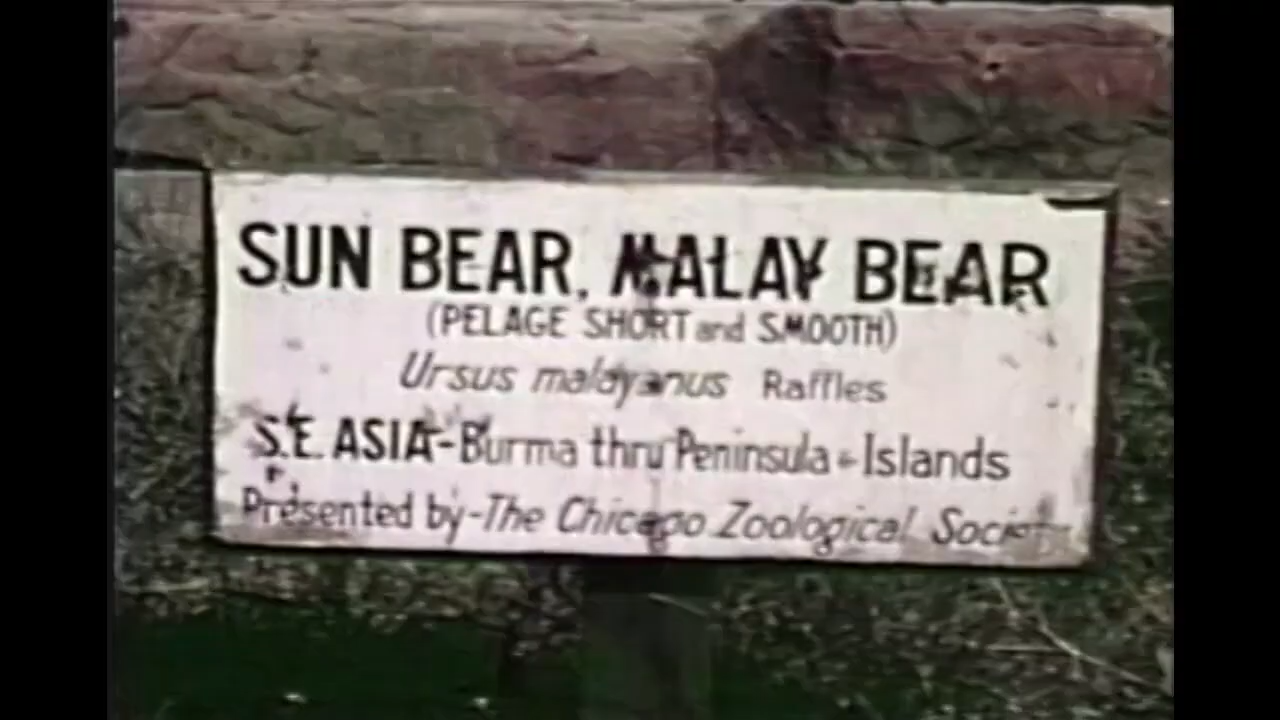 SUN BEAR, MALAY BEAR
(PELAGE SHORT and SMOOTH)
Ursus malayanus Raffles
S.E. ASIA-Burma thru Peninsula & Islands
Presented by-The Chicago Zoological Society